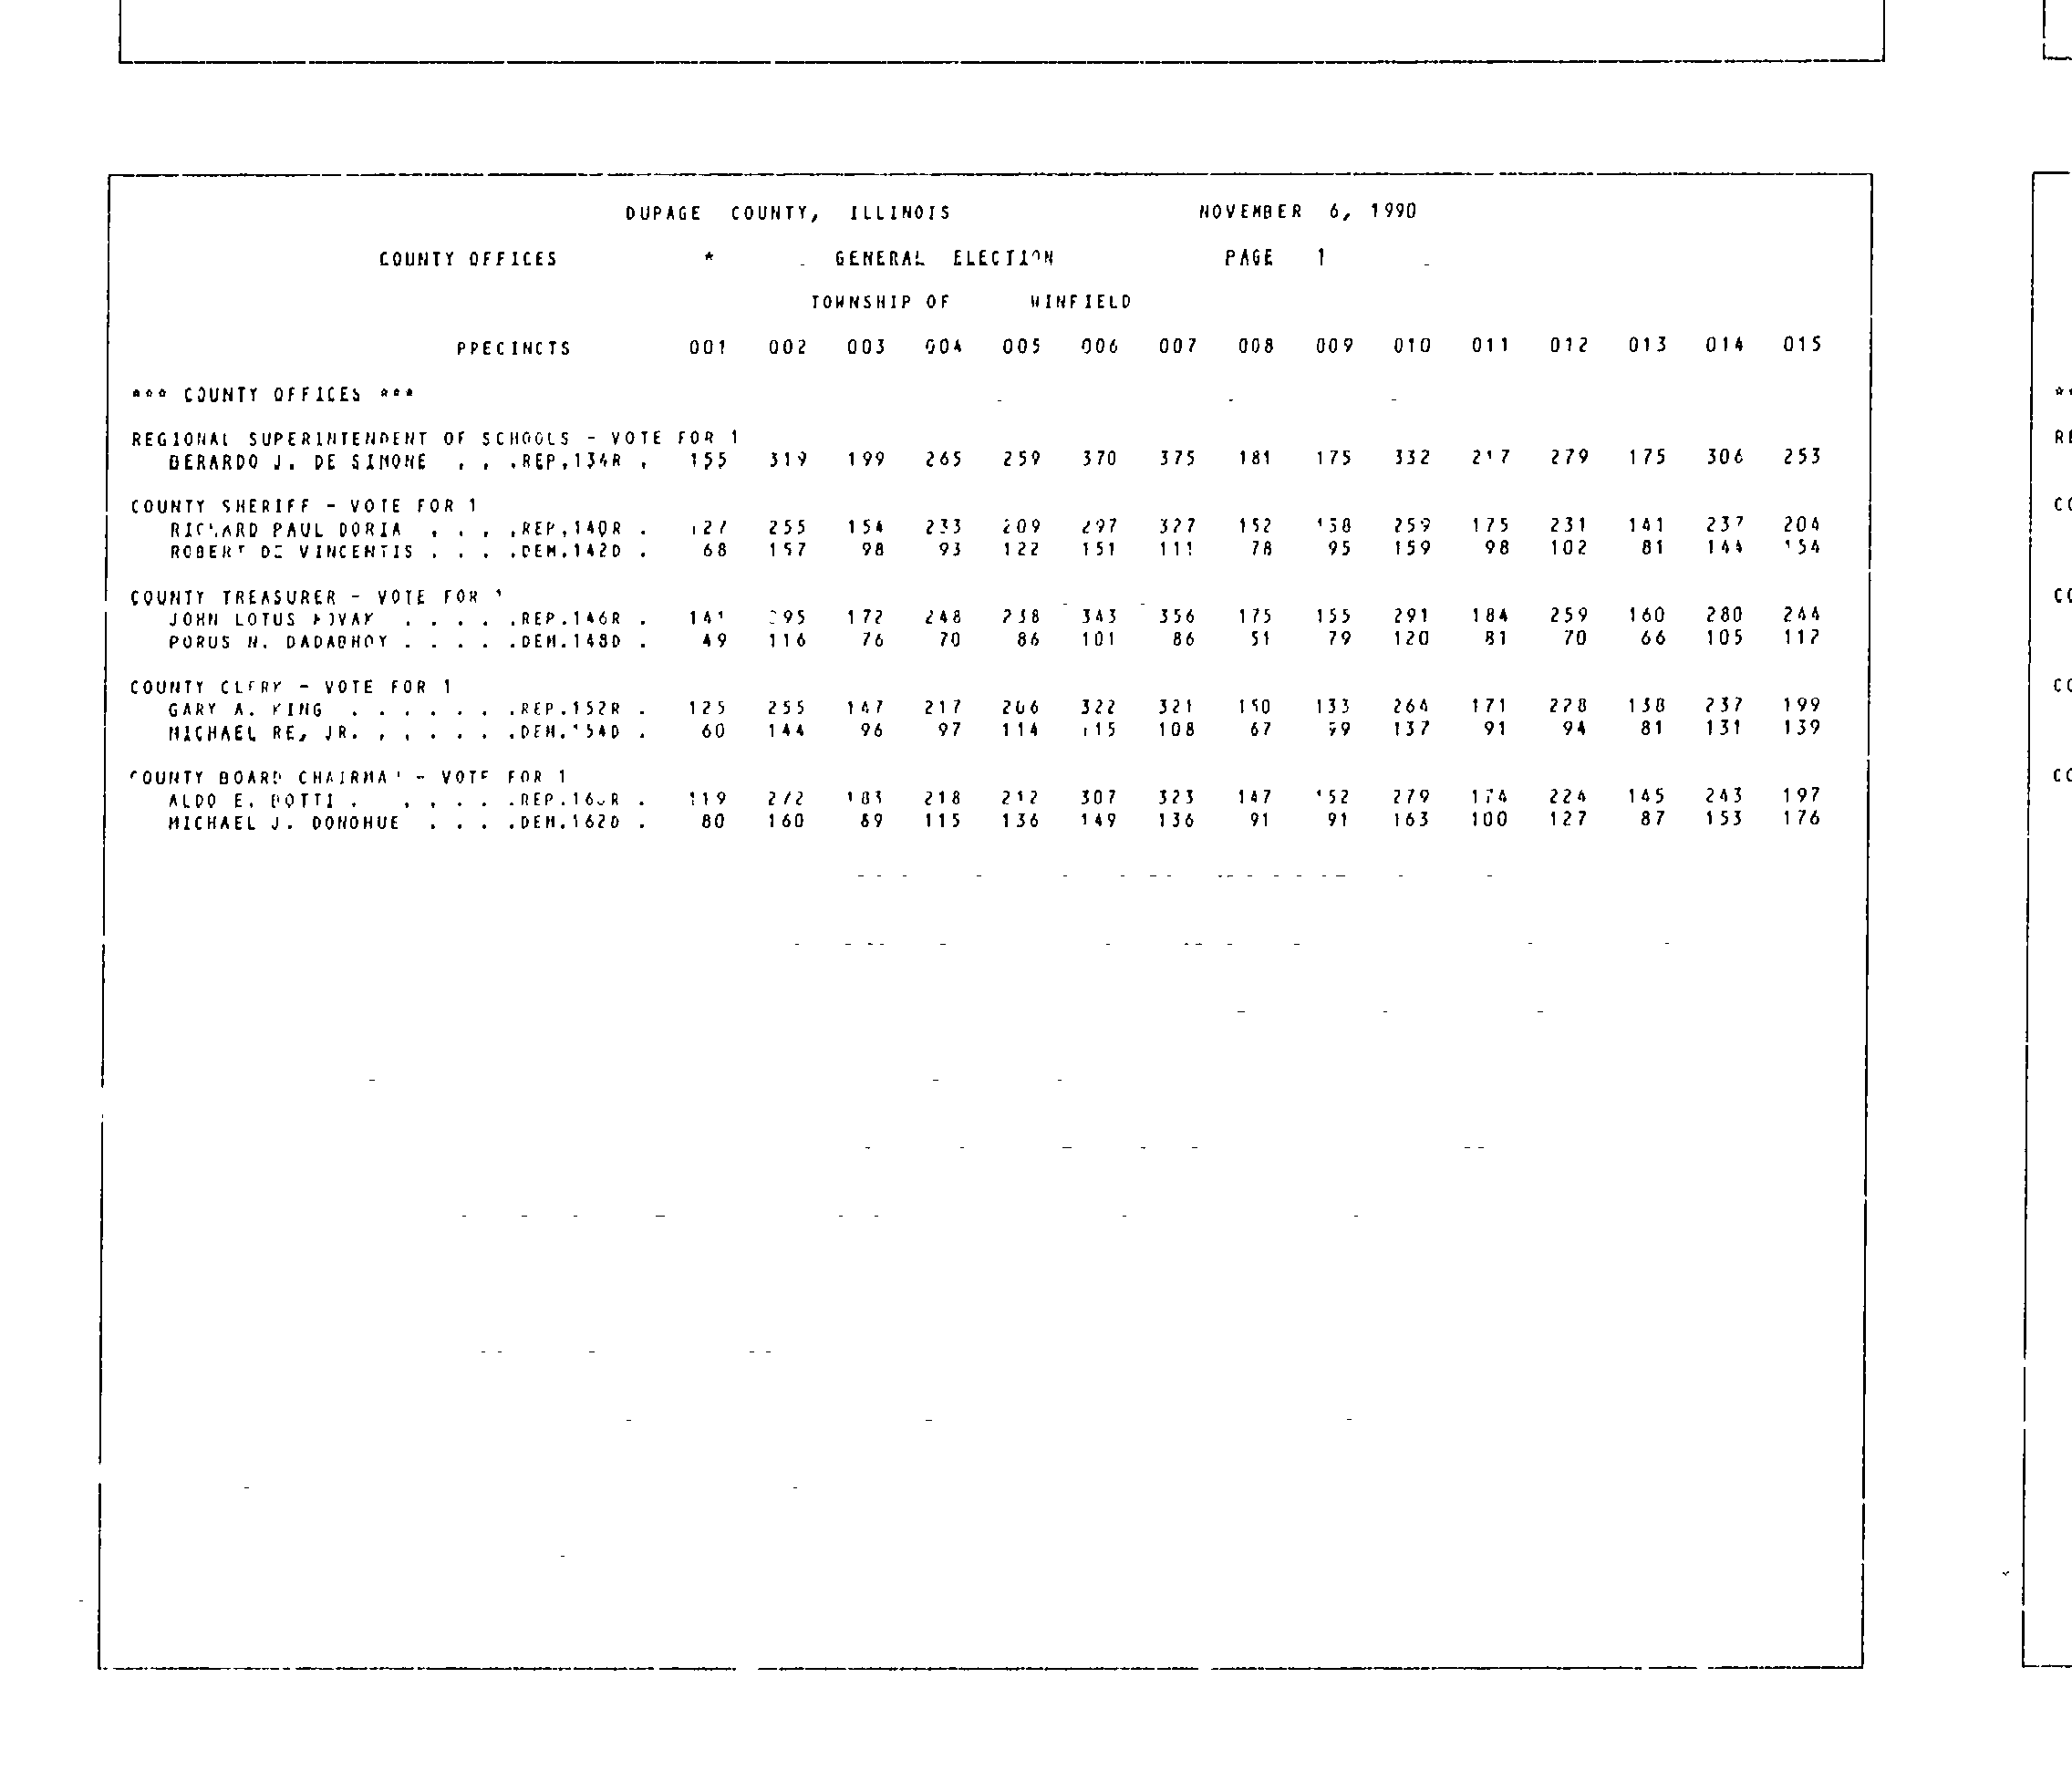 DUPAGE COUNTY, ILLINOIS NOVEMBER 6, 1990
COUNTY OFFICES * GENERAL ELECTION PAGE 1
TOWNSHIP OF WINFIELD
PRECINCTS 001 002 003 004 005 006 007 008 009 010 011 012 013 014 015
*** COUNTY OFFICES ***
REGIONAL SUPERINTENDENT OF SCHOOLS - VOTE FOR 1
BERARDO J. DE SIMONE . . .REP.134R . 155 319 199 265 259 370 375 181 175 332 217 279 175 306 253
COUNTY SHERIFF - VOTE FOR 1
RICHARD PAUL DORIA . . . .REP.140R . 127 255 154 233 209 297 327 152 138 259 175 231 141 237 204
ROBERT DE VINCENTIS . . . .DEM.142D . 68 157 98 93 122 151 111 78 95 159 98 102 81 144 154
COUNTY TREASURER - VOTE FOR 1
JOHN LOTUS NOVAK . . . . .REP.146R . 141 295 172 248 238 343 356 175 155 291 184 259 160 280 244
PORUS N. DADABHOY . . . . .DEM.148D . 49 116 76 70 86 101 86 51 79 120 81 70 66 105 112
COUNTY CLERK - VOTE FOR 1
GARY A. KING . . . . . . .REP.152R . 125 255 147 217 206 322 321 150 133 264 171 228 138 237 199
MICHAEL RE, JR. . . . . . .DEM.154D . 60 144 96 97 114 115 108 67 99 137 91 94 81 131 139
COUNTY BOARD CHAIRMAN - VOTE FOR 1
ALDO E. BOTTI . . . . . .REP.160R . 119 272 183 218 212 307 323 147 152 279 174 224 145 243 197
MICHAEL J. DONOHUE . . . .DEM.162D . 80 160 89 115 136 149 136 91 91 163 100 127 87 153 176